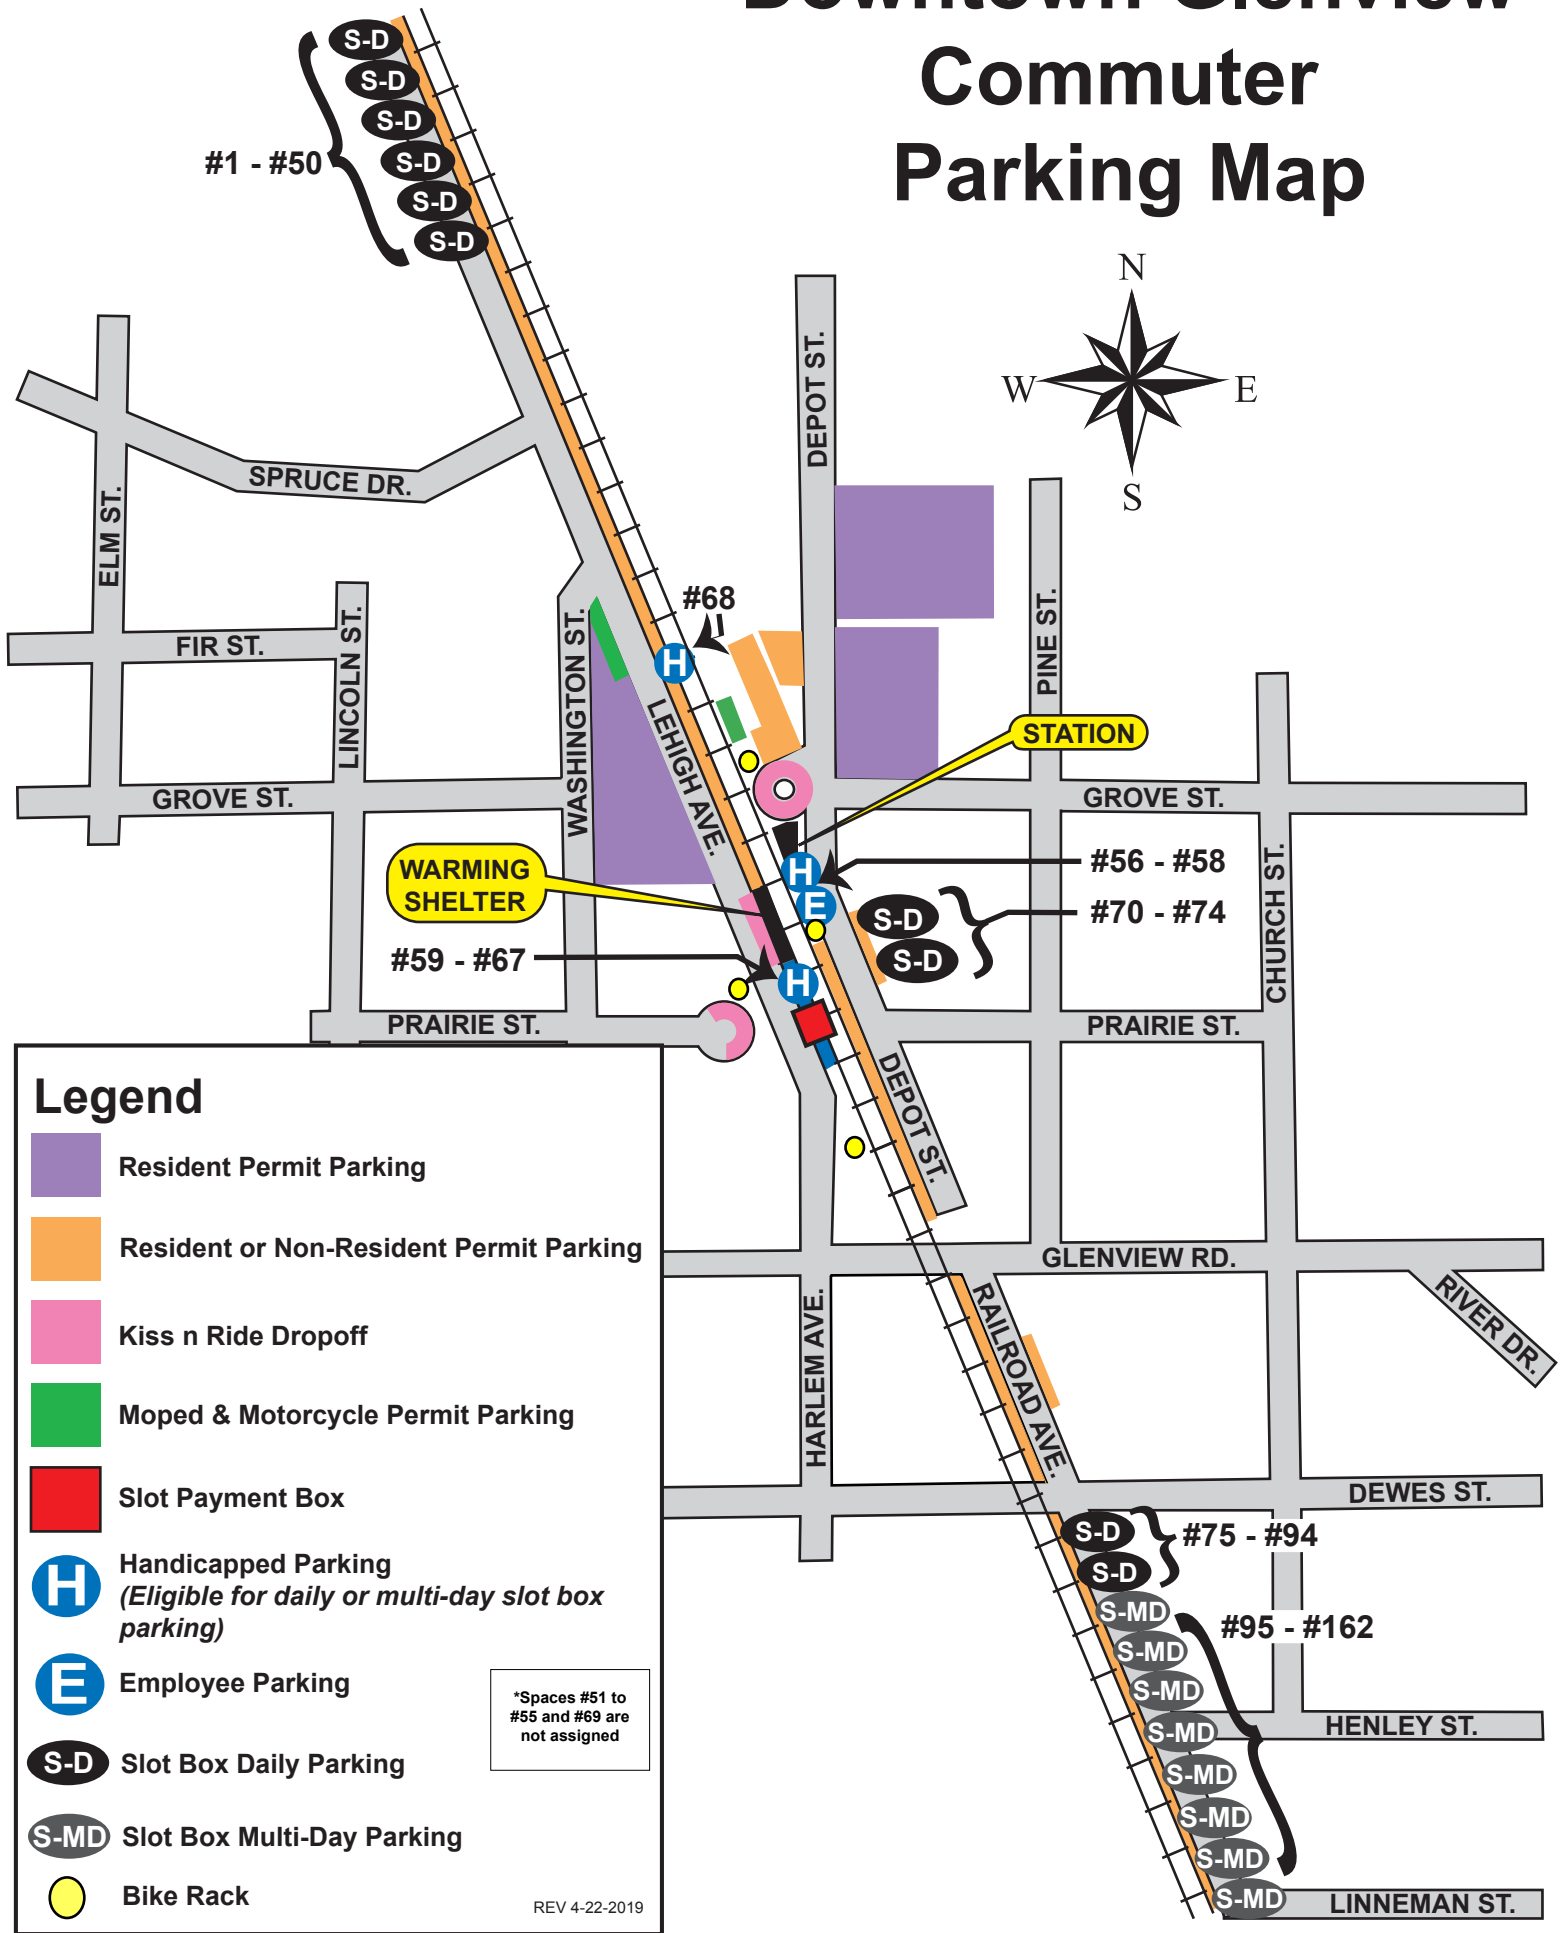 Downtown Glenview
Commuter
Parking Map
S-D
S-D
S-D
S-D
S-D
S-D
#1 - #50
N
W
E
S
DEPOT ST.
SPRUCE DR.
ELM ST.
#68
H
FIR ST.
LINCOLN ST.
WASHINGTON ST.
LEHIGH AVE.
PINE ST.
STATION
GROVE ST.
GROVE ST.
WARMING
SHELTER
H
E
#56 - #58
S-D
S-D
#70 - #74
CHURCH ST.
#59 - #67
H
PRAIRIE ST.
PRAIRIE ST.
DEPOT ST.
GLENVIEW RD.
RIVER DR.
HARLEM AVE.
RAILROAD AVE.
DEWES ST.
S-D
S-D
#75 - #94
S-MD
S-MD
S-MD
S-MD
S-MD
S-MD
S-MD
S-MD
#95 - #162
HENLEY ST.
LINNEMAN ST.
Legend
Resident Permit Parking
Resident or Non-Resident Permit Parking
Kiss n Ride Dropoff
Moped & Motorcycle Permit Parking
Slot Payment Box
H
Handicapped Parking
(Eligible for daily or multi-day slot box
parking)
E
Employee Parking
*Spaces #51 to
#55 and #69 are
not assigned
S-D
Slot Box Daily Parking
S-MD
Slot Box Multi-Day Parking
Bike Rack
REV 4-22-2019